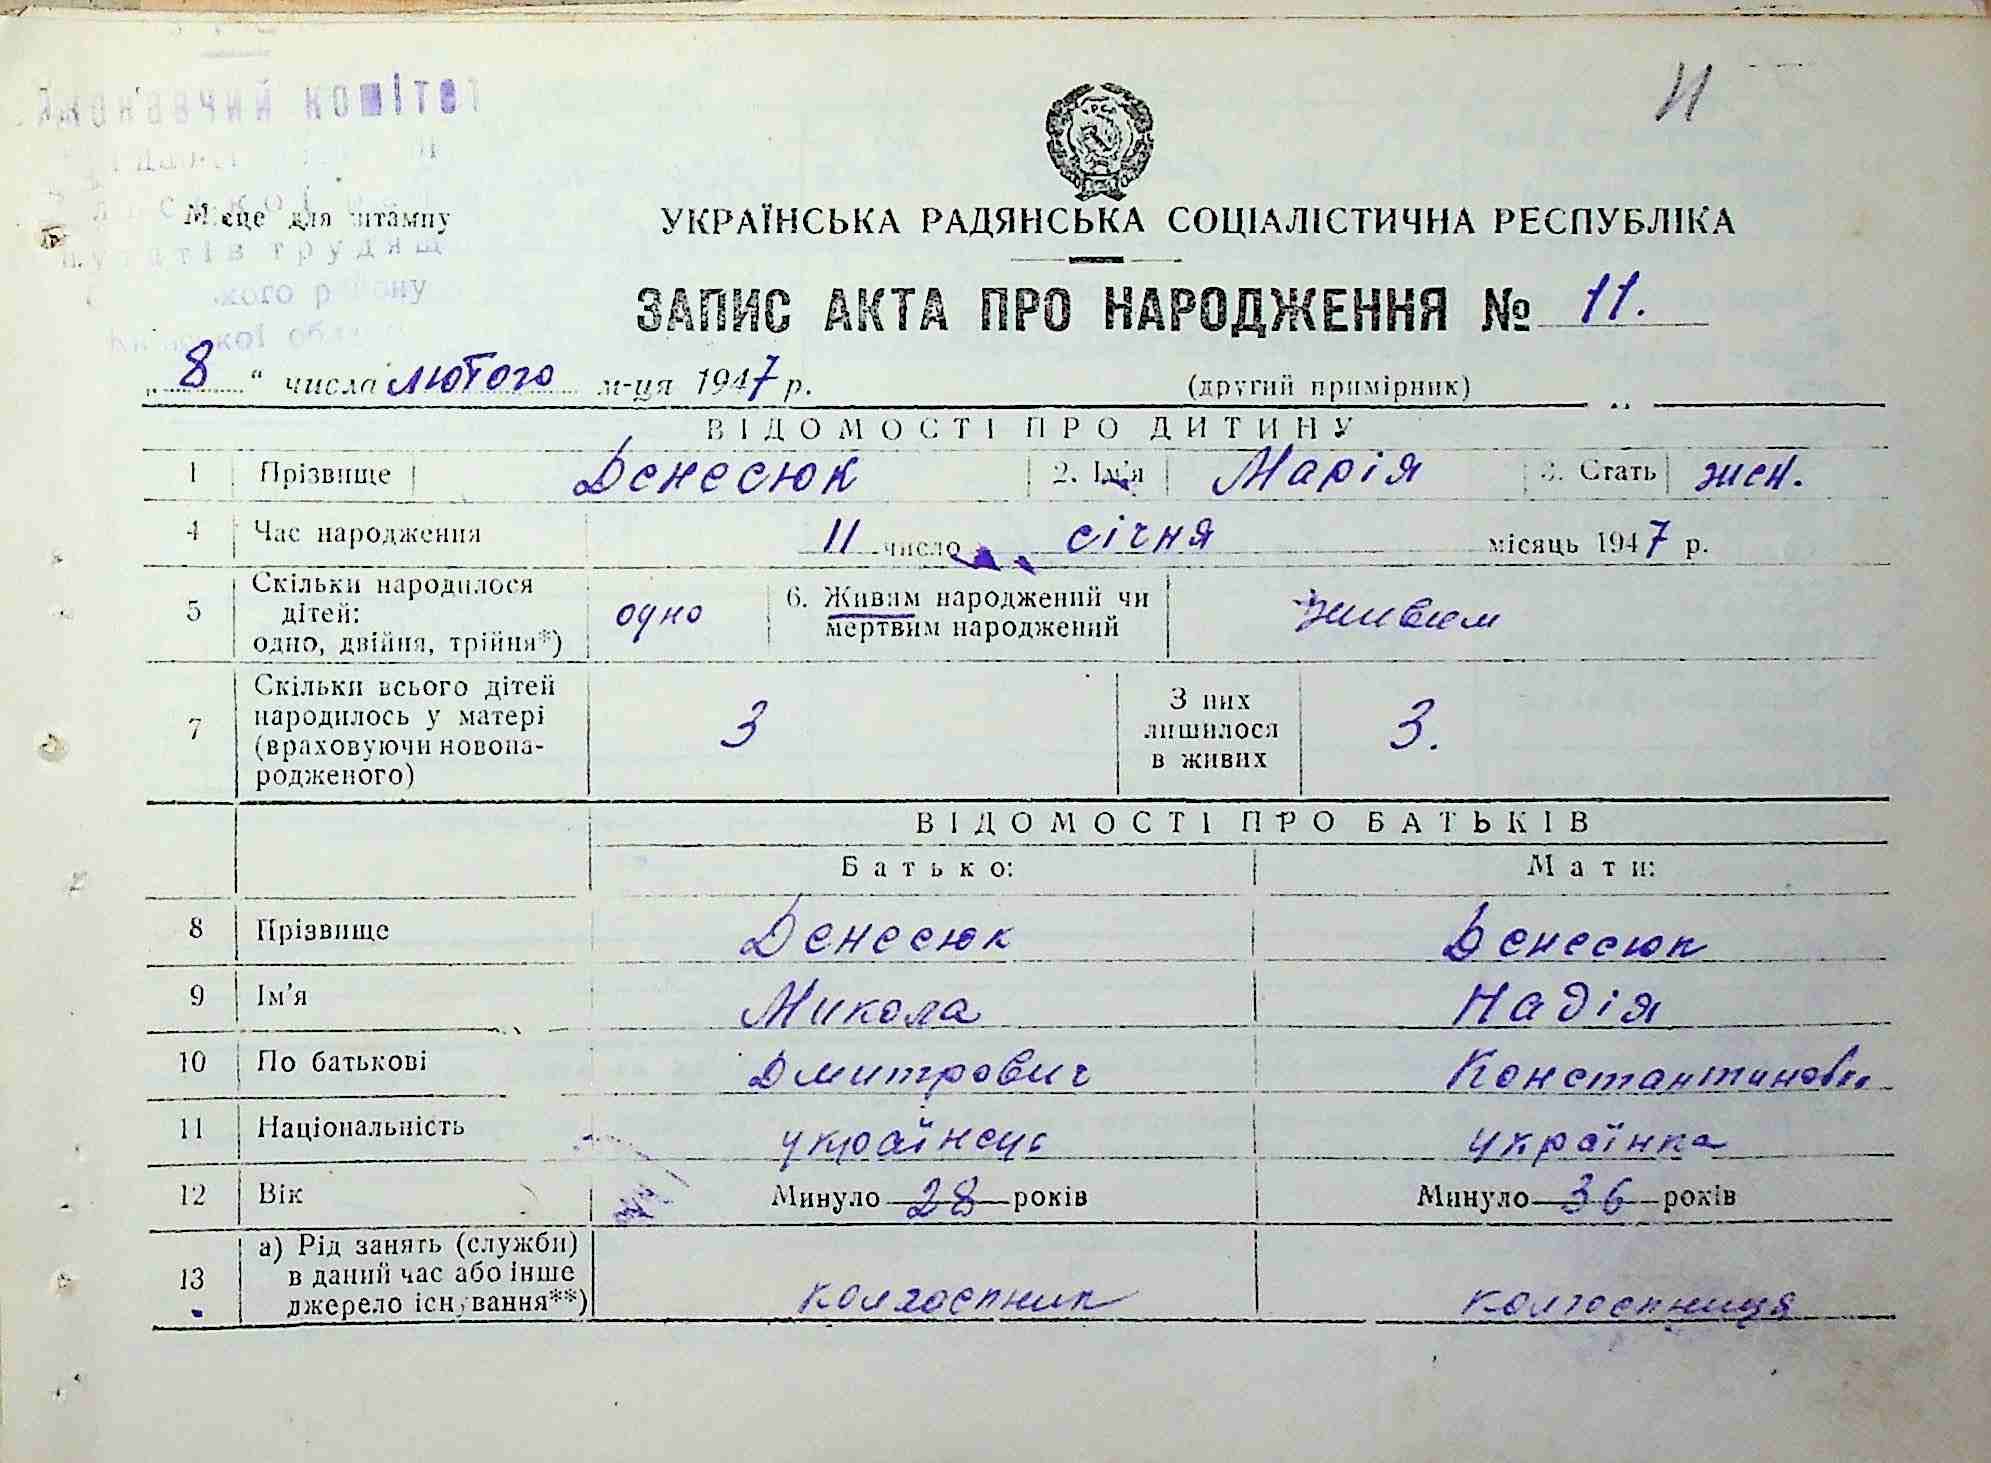 комітет
11
Місце для штампу
УКРАЇНСЬКА РАДЯНСЬКА СОЦІАЛІСТИЧНА РЕСПУБЛІКА
ЗАПИС АКТА ПРО НАРОДЖЕННЯ № 11.
„8“ числа лютого м-ця 1947 р.
(другий примірник)
ВІДОМОСТІ ПРО ДИТИНУ
1 Прізвище Денесюк 2. Ім'я Марія 3. Стать жен.
4 Час народження 11 число січня місяць 1947 р.
5 Скільки народилося дітей: одно, двійня, трійня*) одно 6. Живим народжений чи мертвим народжений живим
7 Скільки всього дітей народилось у матері (враховуючи новонародженого) 3 З них лишилося в живих 3.
ВІДОМОСТІ ПРО БАТЬКІВ
Батько: Мати:
8 Прізвище Денесюк Денесюк
9 Ім'я Микола Надія
10 По батькові Дмитрович
11 Національність українець українка
12 Вік Минуло 28 років Минуло 36 років
13 а) Рід занять (служби) в даний час або інше джерело існування**) колгоспник колгоспниця